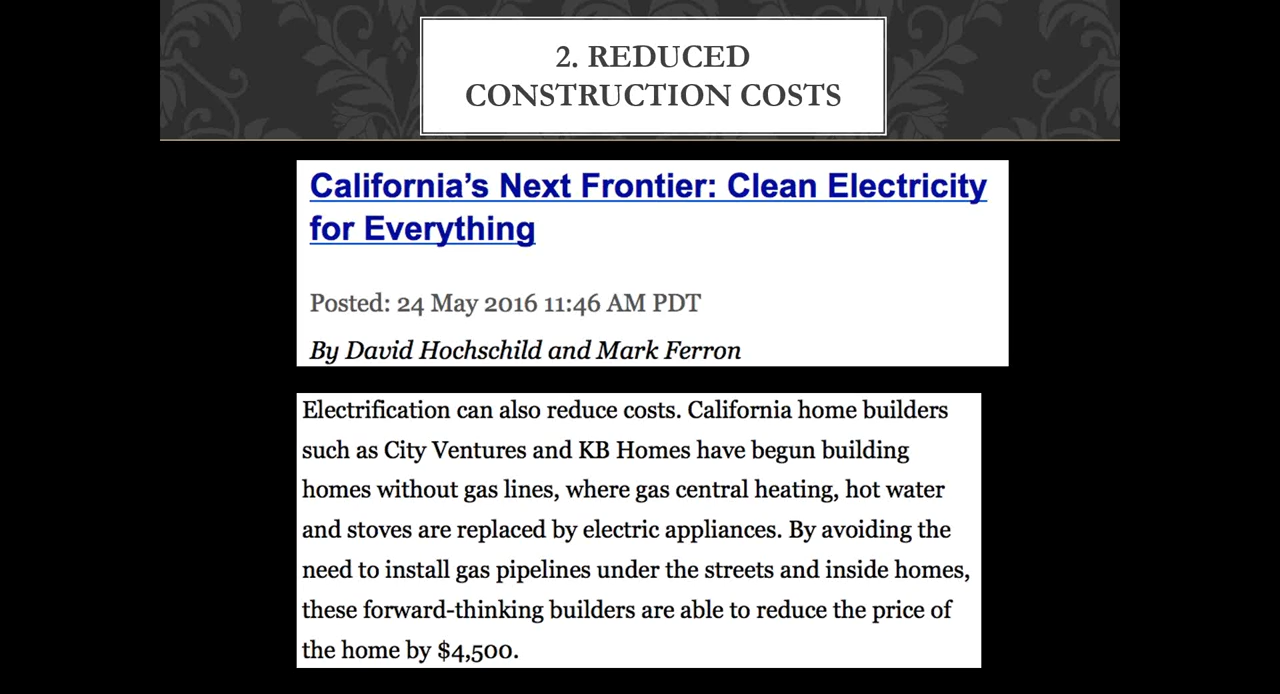 2. REDUCED
CONSTRUCTION COSTS
California’s Next Frontier: Clean Electricity
for Everything
Posted: 24 May 2016 11:46 AM PDT
By David Hochschild and Mark Ferron
Electrification can also reduce costs. California home builders
such as City Ventures and KB Homes have begun building
homes without gas lines, where gas central heating, hot water
and stoves are replaced by electric appliances. By avoiding the
need to install gas pipelines under the streets and inside homes,
these forward-thinking builders are able to reduce the price of
the home by $4,500.